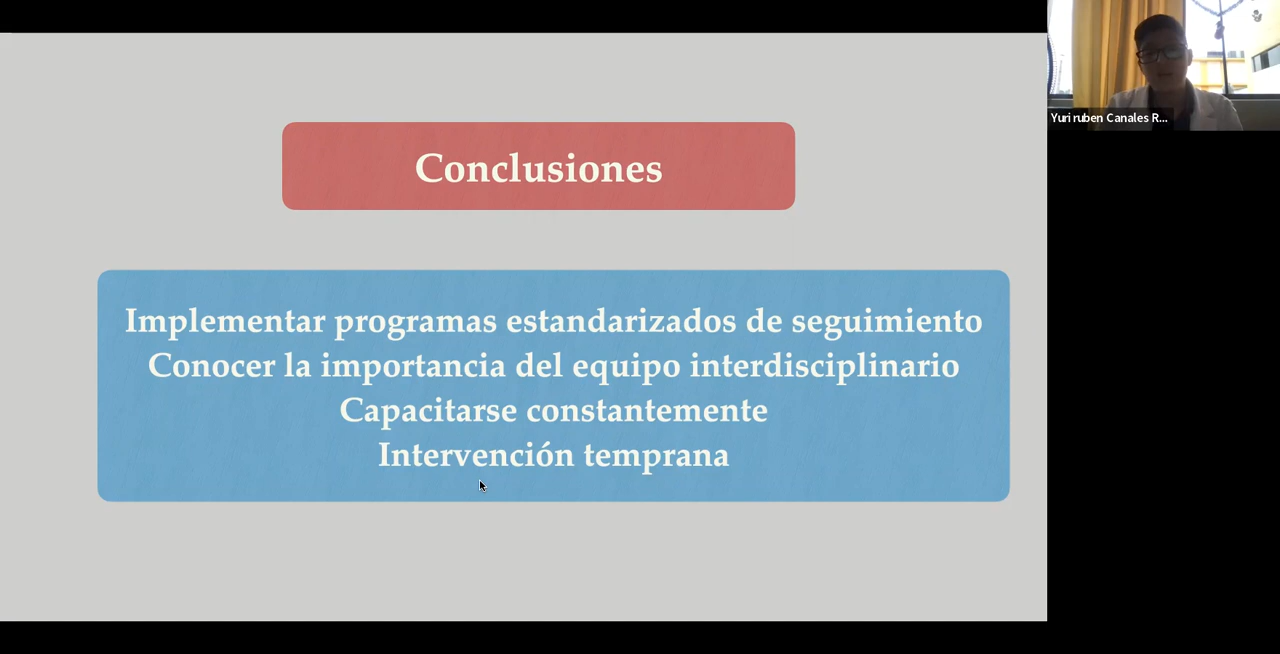 Conclusiones
Implementar programas estandarizados de seguimiento
Conocer la importancia del equipo interdisciplinario
Capacitarse constantemente
Intervención temprana
Yuri ruben Canales R...